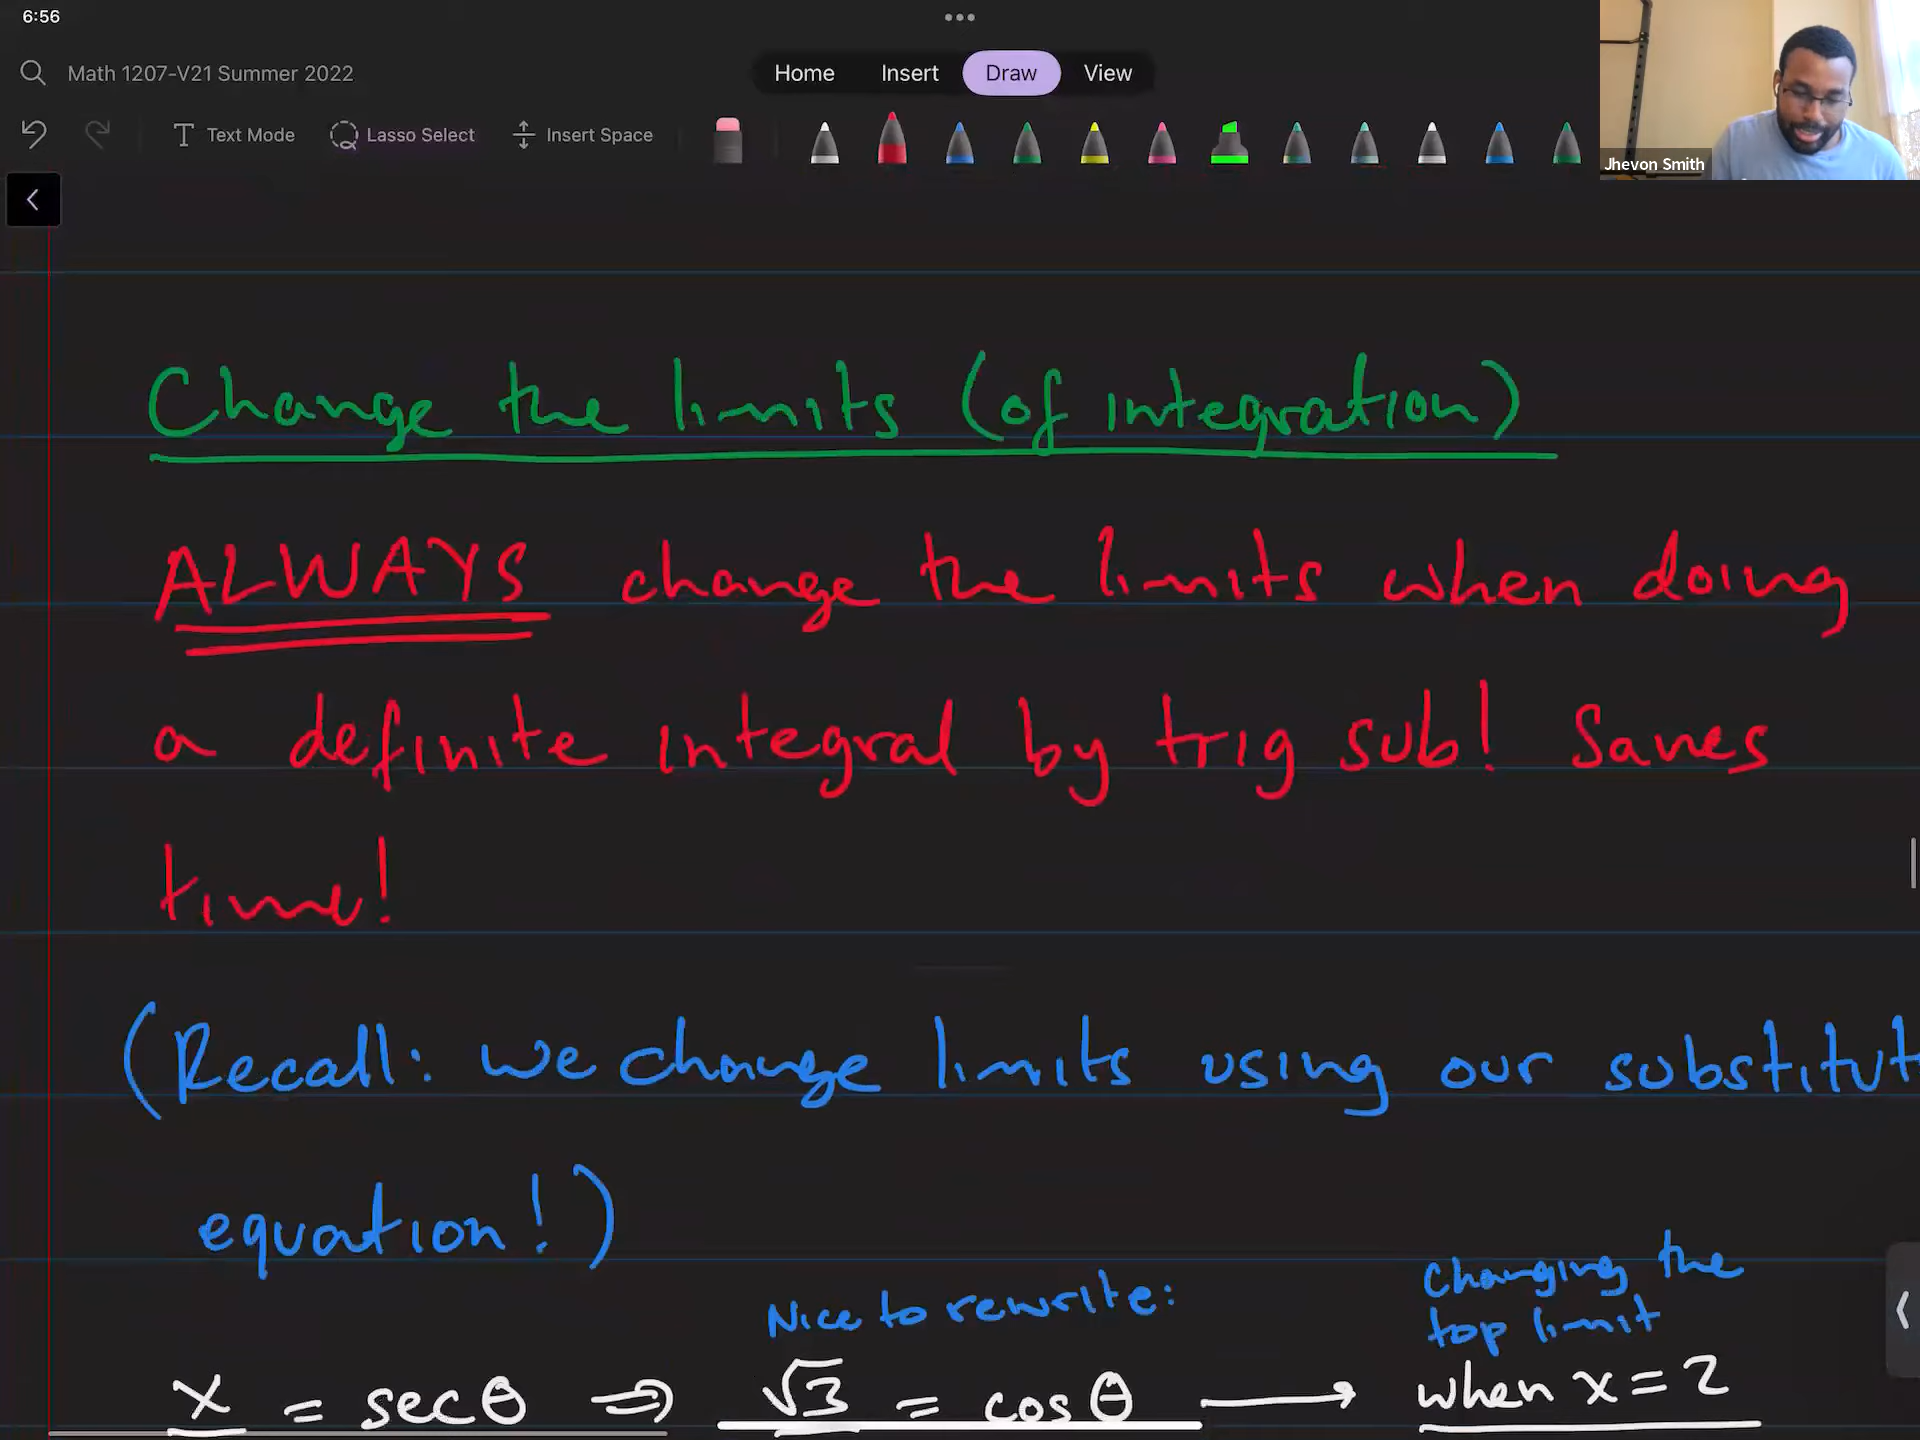 6:56
Math 1207-V21 Summer 2022
Home Insert Draw View
Text Mode Lasso Select Insert Space
Jhevon Smith
Change the limits (of integration)
ALWAYS change the limits when doing
a definite integral by trig sub! Saves
time!
(Recall: we change limits using our substitut
equation!)
Nice to rewrite:
Changing the
top limit
x = secθ ⇒ √3 = cosθ → when x=2